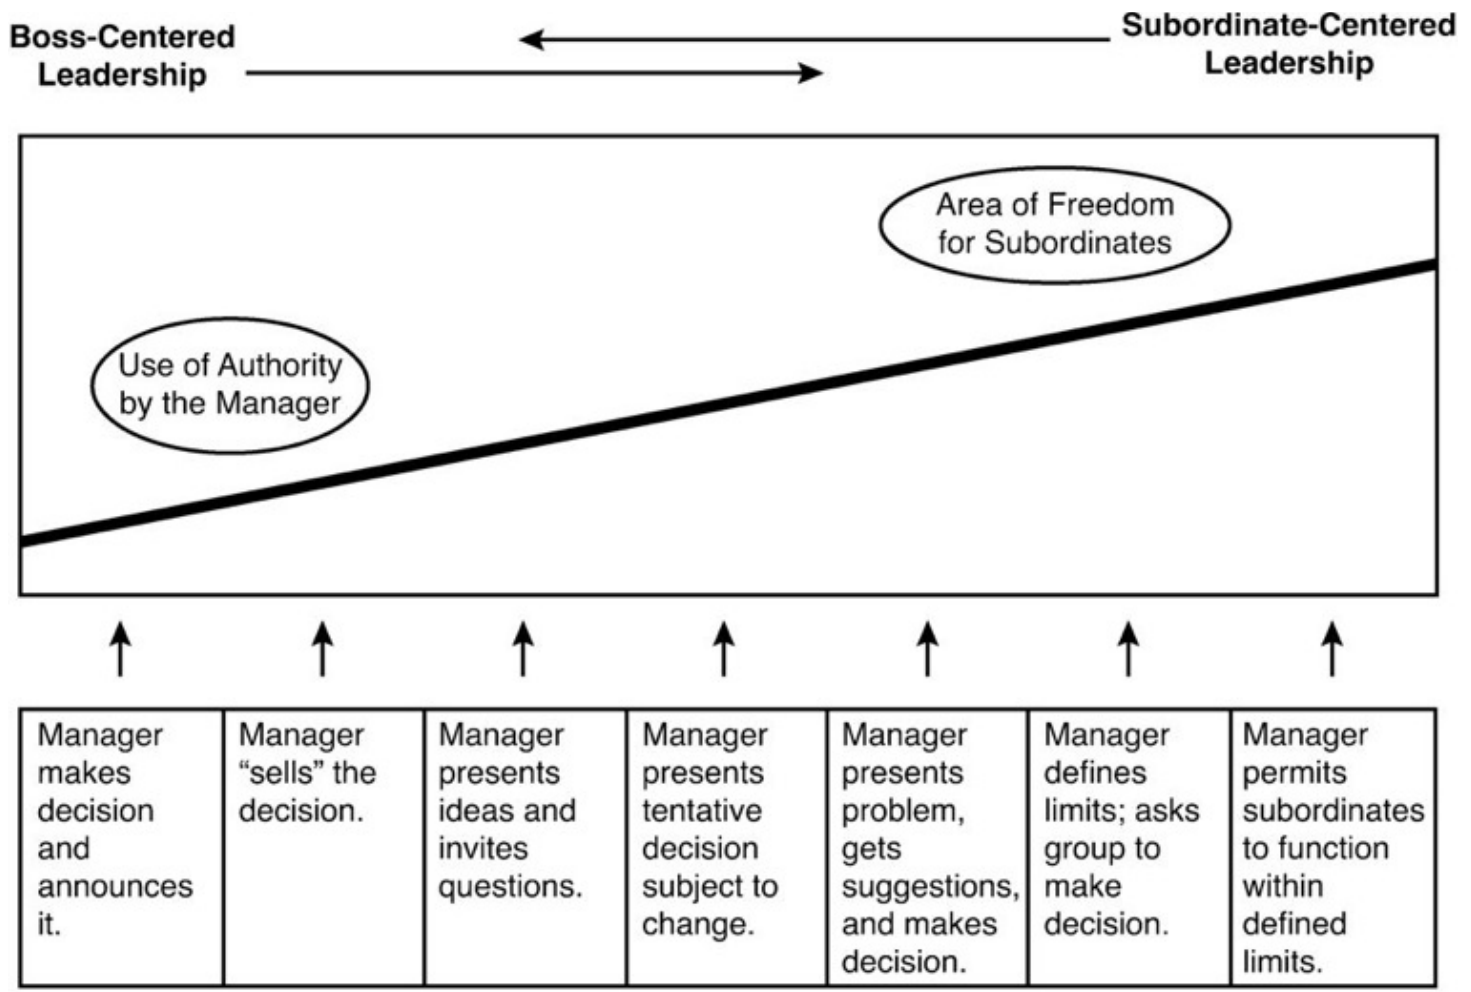 Boss-Centered
Leadership
Subordinate-Centered
Leadership
Area of Freedom
for Subordinates
Use of Authority
by the Manager
Manager
makes
decision
and
announces
it.
Manager
“sells” the
decision.
Manager
presents
ideas and
invites
questions.
Manager
presents
tentative
decision
subject to
change.
Manager
presents
problem,
gets
suggestions,
and makes
decision.
Manager
defines
limits; asks
group to
make
decision.
Manager
permits
subordinates
to function
within
defined
limits.